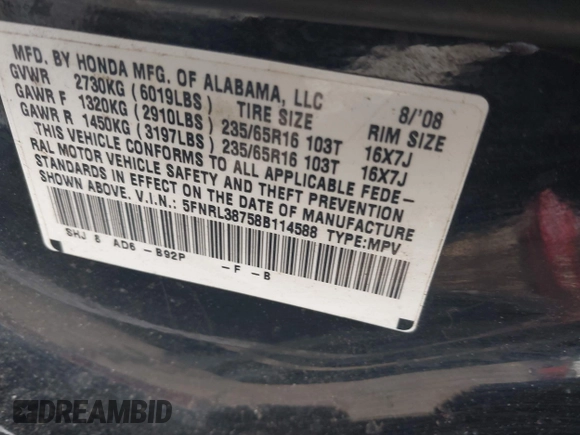 MFD. BY HONDA MFG. OF ALABAMA, LLC 8/'08
GVWR 2730KG (6019LBS) TIRE SIZE RIM SIZE
GAWR F 1320KG (2910LBS) 235/65R16 103T 16X7J
GAWR R 1450KG (3197LBS) 235/65R16 103T 16X7J
THIS VEHICLE CONFORMS TO ALL APPLICABLE FEDE-
RAL MOTOR VEHICLE SAFETY AND THEFT PREVENTION
STANDARDS IN EFFECT ON THE DATE OF MANUFACTURE
SHOWN ABOVE. V.I.N.: 5FNRL38758B114588 TYPE:MPV
SHJ 8 AD6 -B92P -F -B
DREAMBID